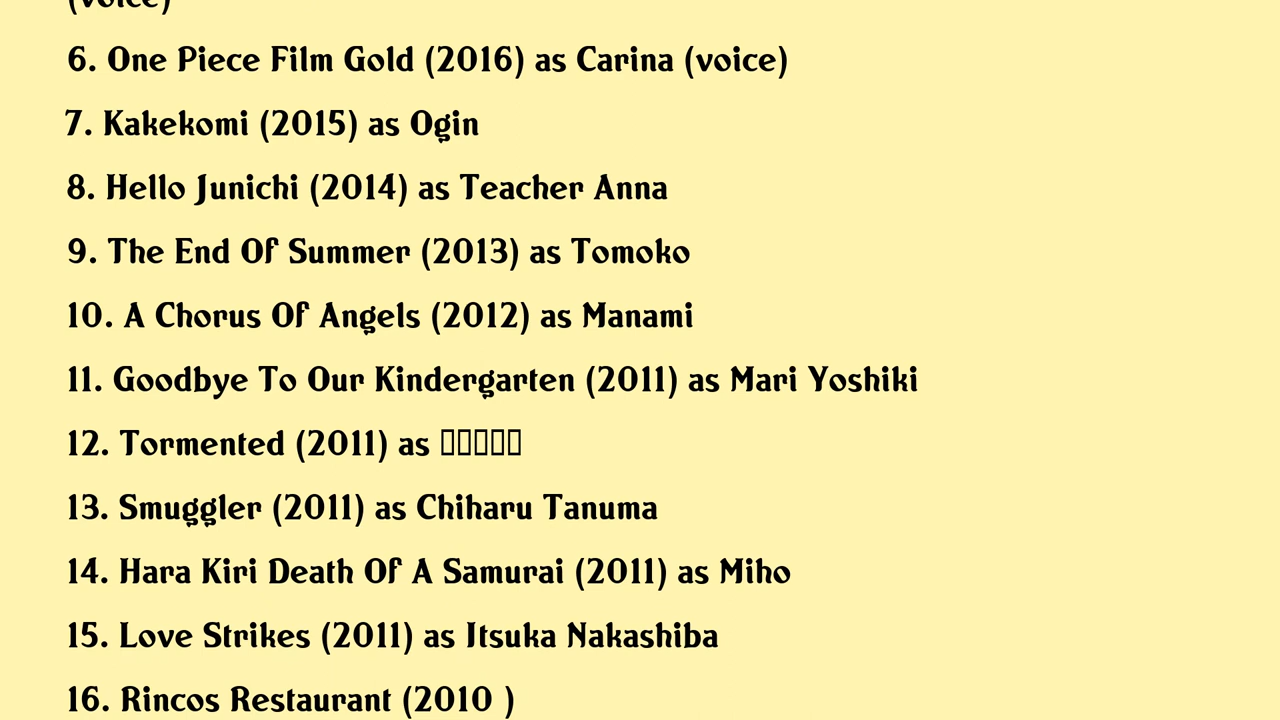 (voice)
6. One Piece Film Gold (2016) as Carina (voice)
7. Kakekomi (2015) as Ogin
8. Hello Junichi (2014) as Teacher Anna
9. The End Of Summer (2013) as Tomoko
10. A Chorus Of Angels (2012) as Manami
11. Goodbye To Our Kindergarten (2011) as Mari Yoshiki
12. Tormented (2011) as
13. Smuggler (2011) as Chiharu Tanuma
14. Hara Kiri Death Of A Samurai (2011) as Miho
15. Love Strikes (2011) as Itsuka Nakashiba
16. Rincos Restaurant (2010 )